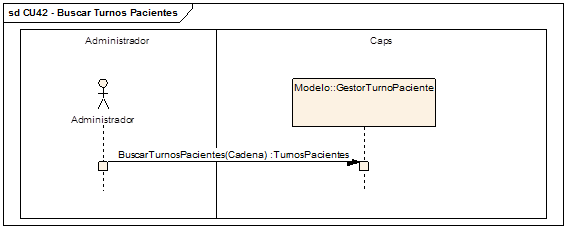 sd CU42 - Buscar Turnos Pacientes
Administrador
Caps
Modelo::GestorTurnoPaciente
Administrador
BuscarTurnosPacientes(Cadena) :TurnosPacientes